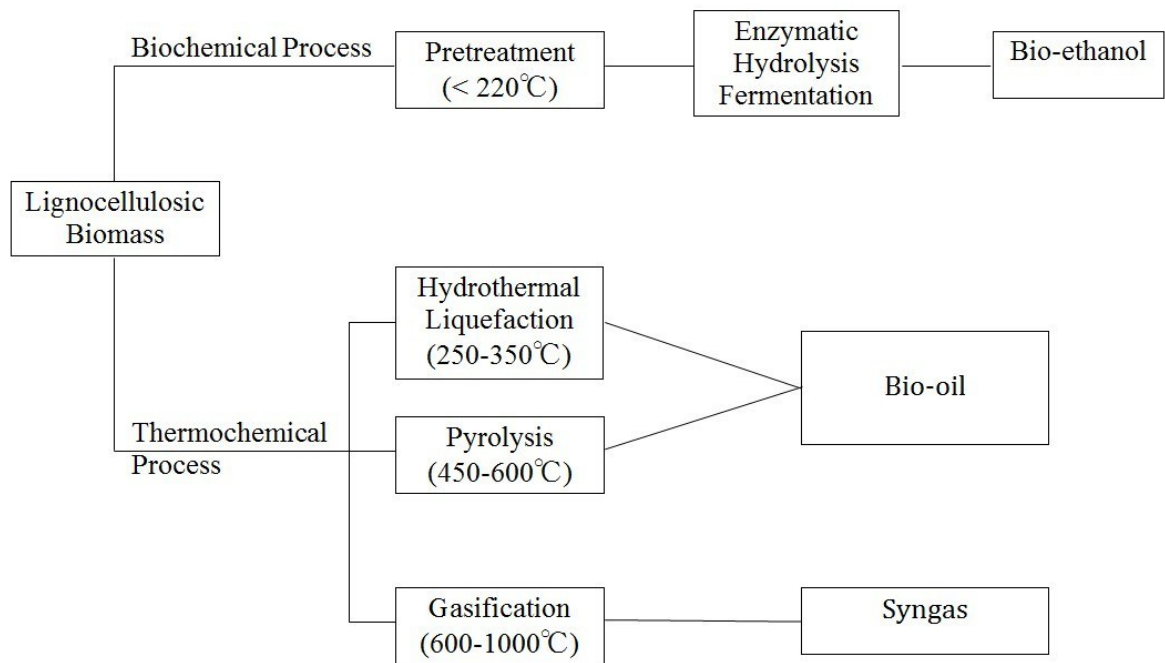 Biochemical Process
Pretreatment
(< 220℃)
Enzymatic
Hydrolysis
Fermentation
Bio-ethanol
Lignocellulosic
Biomass
Thermochemical
Process
Hydrothermal
Liquefaction
(250-350℃)
Pyrolysis
(450-600℃)
Bio-oil
Gasification
(600-1000℃)
Syngas